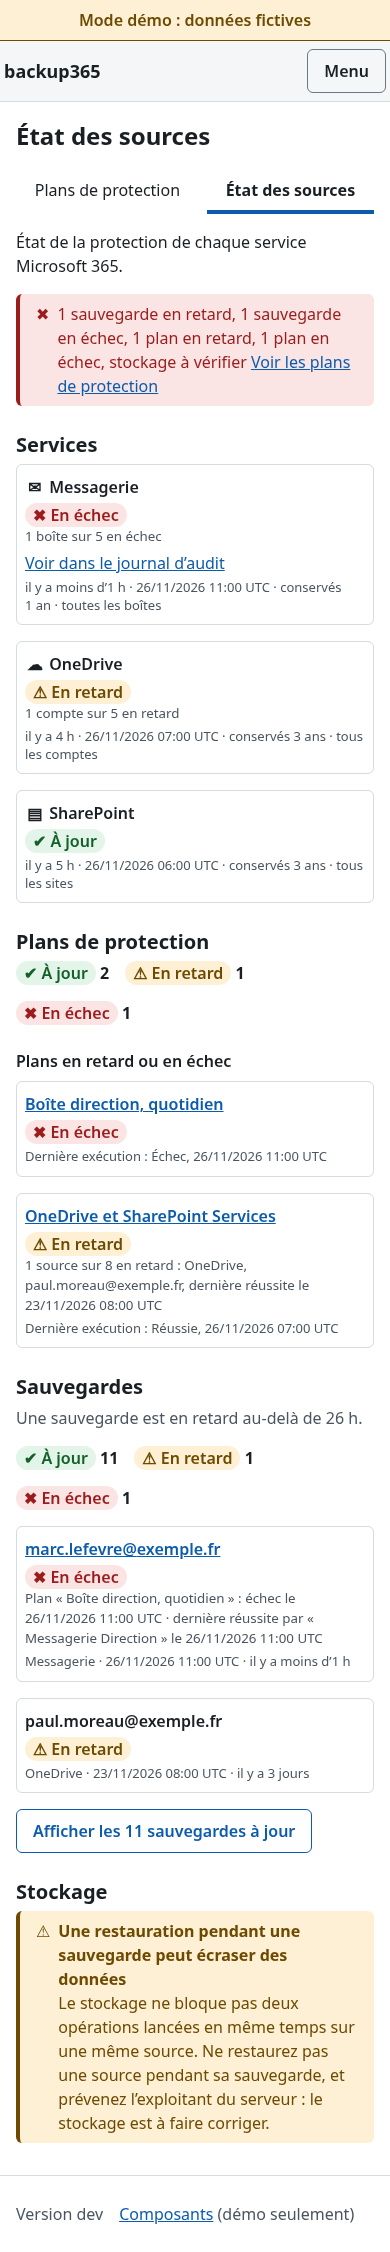 Mode démo : données fictives
backup365
Menu
État des sources
Plans de protection
État des sources
État de la protection de chaque service
Microsoft 365.
✖ 1 sauvegarde en retard, 1 sauvegarde
en échec, 1 plan en retard, 1 plan en
échec, stockage à vérifier Voir les plans
de protection
Services
✉ Messagerie
✖ En échec
1 boîte sur 5 en échec
Voir dans le journal d’audit
il y a moins d’1 h · 26/11/2026 11:00 UTC · conservés
1 an · toutes les boîtes
☁ OneDrive
⚠ En retard
1 compte sur 5 en retard
il y a 4 h · 26/11/2026 07:00 UTC · conservés 3 ans · tous
les comptes
▤ SharePoint
✔ À jour
il y a 5 h · 26/11/2026 06:00 UTC · conservés 3 ans · tous
les sites
Plans de protection
✔ À jour 2 ⚠ En retard 1
✖ En échec 1
Plans en retard ou en échec
Boîte direction, quotidien
✖ En échec
Dernière exécution : Échec, 26/11/2026 11:00 UTC
OneDrive et SharePoint Services
⚠ En retard
1 source sur 8 en retard : OneDrive,
paul.moreau@exemple.fr, dernière réussite le
23/11/2026 08:00 UTC
Dernière exécution : Réussie, 26/11/2026 07:00 UTC
Sauvegardes
Une sauvegarde est en retard au-delà de 26 h.
✔ À jour 11 ⚠ En retard 1
✖ En échec 1
marc.lefevre@exemple.fr
✖ En échec
Plan « Boîte direction, quotidien » : échec le
26/11/2026 11:00 UTC · dernière réussite par «
Messagerie Direction » le 26/11/2026 11:00 UTC
Messagerie · 26/11/2026 11:00 UTC · il y a moins d’1 h
paul.moreau@exemple.fr
⚠ En retard
OneDrive · 23/11/2026 08:00 UTC · il y a 3 jours
Afficher les 11 sauvegardes à jour
Stockage
⚠ Une restauration pendant une
sauvegarde peut écraser des
données
Le stockage ne bloque pas deux
opérations lancées en même temps sur
une même source. Ne restaurez pas
une source pendant sa sauvegarde, et
prévenez l’exploitant du serveur : le
stockage est à faire corriger.
Version dev Composants (démo seulement)